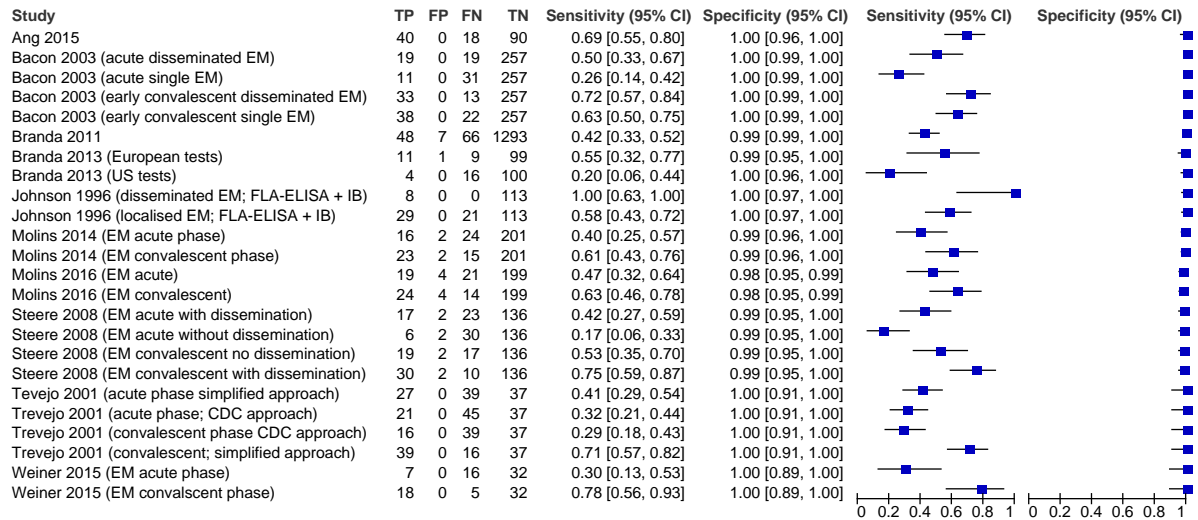 Study TP FP FN TN Sensitivity (95% CI) Specificity (95% CI) Sensitivity (95% CI) Specificity (95% CI)
Ang 2015 40 0 18 90 0.69 [0.55, 0.80] 1.00 [0.96, 1.00]
Bacon 2003 (acute disseminated EM) 19 0 19 257 0.50 [0.33, 0.67] 1.00 [0.99, 1.00]
Bacon 2003 (acute single EM) 11 0 31 257 0.26 [0.14, 0.42] 1.00 [0.99, 1.00]
Bacon 2003 (early convalescent disseminated EM) 33 0 13 257 0.72 [0.57, 0.84] 1.00 [0.99, 1.00]
Bacon 2003 (early convalescent single EM) 38 0 22 257 0.63 [0.50, 0.75] 1.00 [0.99, 1.00]
Branda 2011 48 7 66 1293 0.42 [0.33, 0.52] 0.99 [0.99, 1.00]
Branda 2013 (European tests) 11 1 9 99 0.55 [0.32, 0.77] 0.99 [0.95, 1.00]
Branda 2013 (US tests) 4 0 16 100 0.20 [0.06, 0.44] 1.00 [0.96, 1.00]
Johnson 1996 (disseminated EM; FLA-ELISA + IB) 8 0 0 113 1.00 [0.63, 1.00] 1.00 [0.97, 1.00]
Johnson 1996 (localised EM; FLA-ELISA + IB) 29 0 21 113 0.58 [0.43, 0.72] 1.00 [0.97, 1.00]
Molins 2014 (EM acute phase) 16 2 24 201 0.40 [0.25, 0.57] 0.99 [0.96, 1.00]
Molins 2014 (EM convalescent phase) 23 2 15 201 0.61 [0.43, 0.76] 0.99 [0.96, 1.00]
Molins 2016 (EM acute) 19 4 21 199 0.47 [0.32, 0.64] 0.98 [0.95, 0.99]
Molins 2016 (EM convalescent) 24 4 14 199 0.63 [0.46, 0.78] 0.98 [0.95, 0.99]
Steere 2008 (EM acute with dissemination) 17 2 23 136 0.42 [0.27, 0.59] 0.99 [0.95, 1.00]
Steere 2008 (EM acute without dissemination) 6 2 30 136 0.17 [0.06, 0.33] 0.99 [0.95, 1.00]
Steere 2008 (EM convalescent no dissemination) 19 2 17 136 0.53 [0.35, 0.70] 0.99 [0.95, 1.00]
Steere 2008 (EM convalescent with dissemination) 30 2 10 136 0.75 [0.59, 0.87] 0.99 [0.95, 1.00]
Tevejo 2001 (acute phase simplified approach) 27 0 39 37 0.41 [0.29, 0.54] 1.00 [0.91, 1.00]
Trevejo 2001 (acute phase; CDC approach) 21 0 45 37 0.32 [0.21, 0.44] 1.00 [0.91, 1.00]
Trevejo 2001 (convalescent phase CDC approach) 16 0 39 37 0.29 [0.18, 0.43] 1.00 [0.91, 1.00]
Trevejo 2001 (convalescent; simplified approach) 39 0 16 37 0.71 [0.57, 0.82] 1.00 [0.91, 1.00]
Weiner 2015 (EM acute phase) 7 0 16 32 0.30 [0.13, 0.53] 1.00 [0.89, 1.00]
Weiner 2015 (EM convalscent phase) 18 0 5 32 0.78 [0.56, 0.93] 1.00 [0.89, 1.00]
0 0.2 0.4 0.6 0.8 1 0 0.2 0.4 0.6 0.8 1